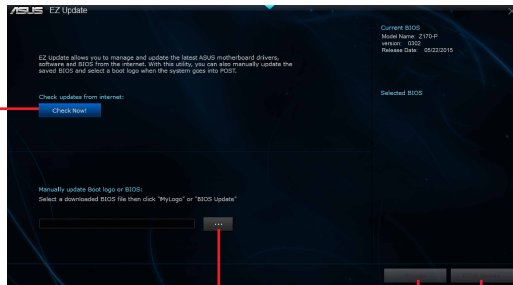 ASUS EZ Update
Current BIOS
Model Name: Z170-P
version: 0302
Release Date: 05/22/2015
EZ Update allows you to manage and update the latest ASUS motherboard drivers,
software and BIOS from the internet. With this utility, you can also manually update the
saved BIOS and select a boot logo when the system goes into POST.
Selected BIOS
Check updates from internet:
Check Now!
Manually update Boot logo or BIOS:
Select a downloaded BIOS file then click "MyLogo" or "BIOS Update"
...